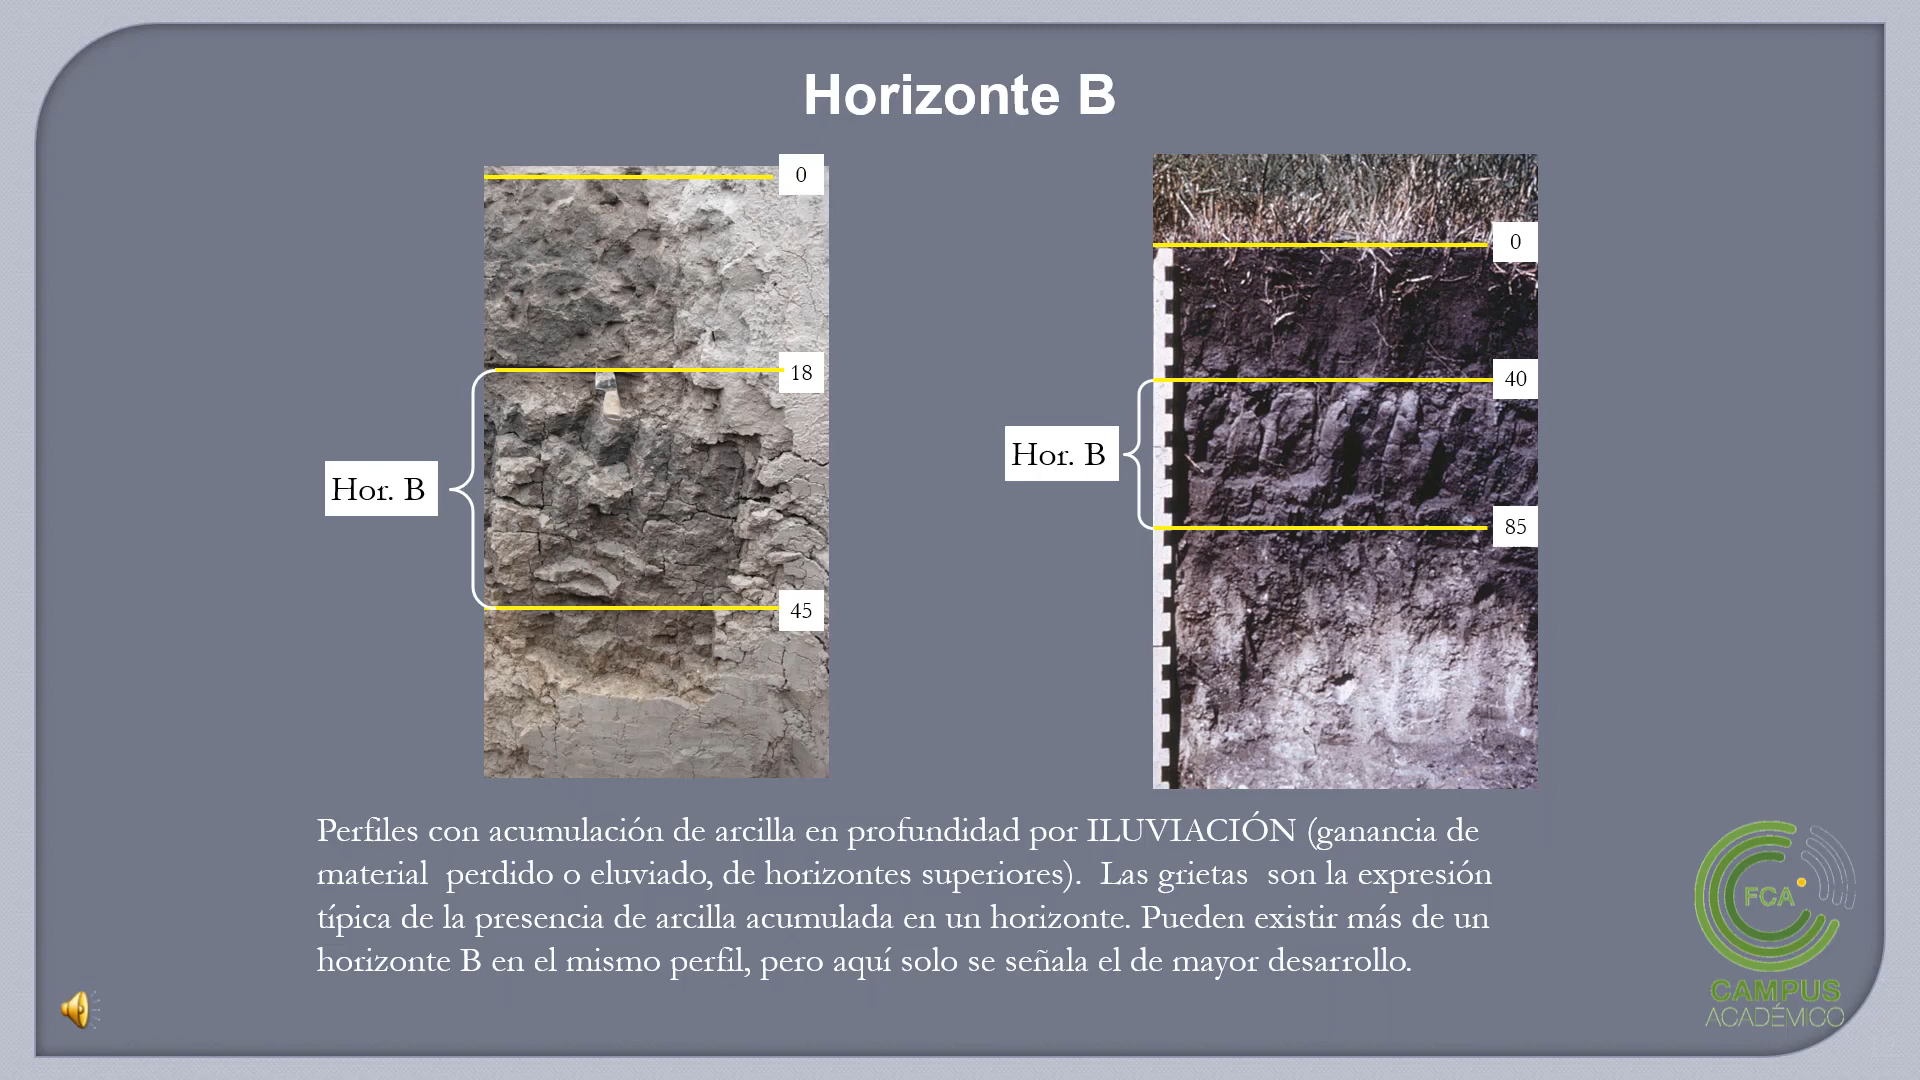 Horizonte B
0
18
Hor. B
45
0
40
Hor. B
85
Perfiles con acumulación de arcilla en profundidad por ILUVIACIÓN (ganancia de
material  perdido o eluviado, de horizontes superiores).  Las grietas  son la expresión
típica de la presencia de arcilla acumulada en un horizonte. Pueden existir más de un
horizonte B en el mismo perfil, pero aquí solo se señala el de mayor desarrollo.
FCA
CAMPUS
ACADÉMICO